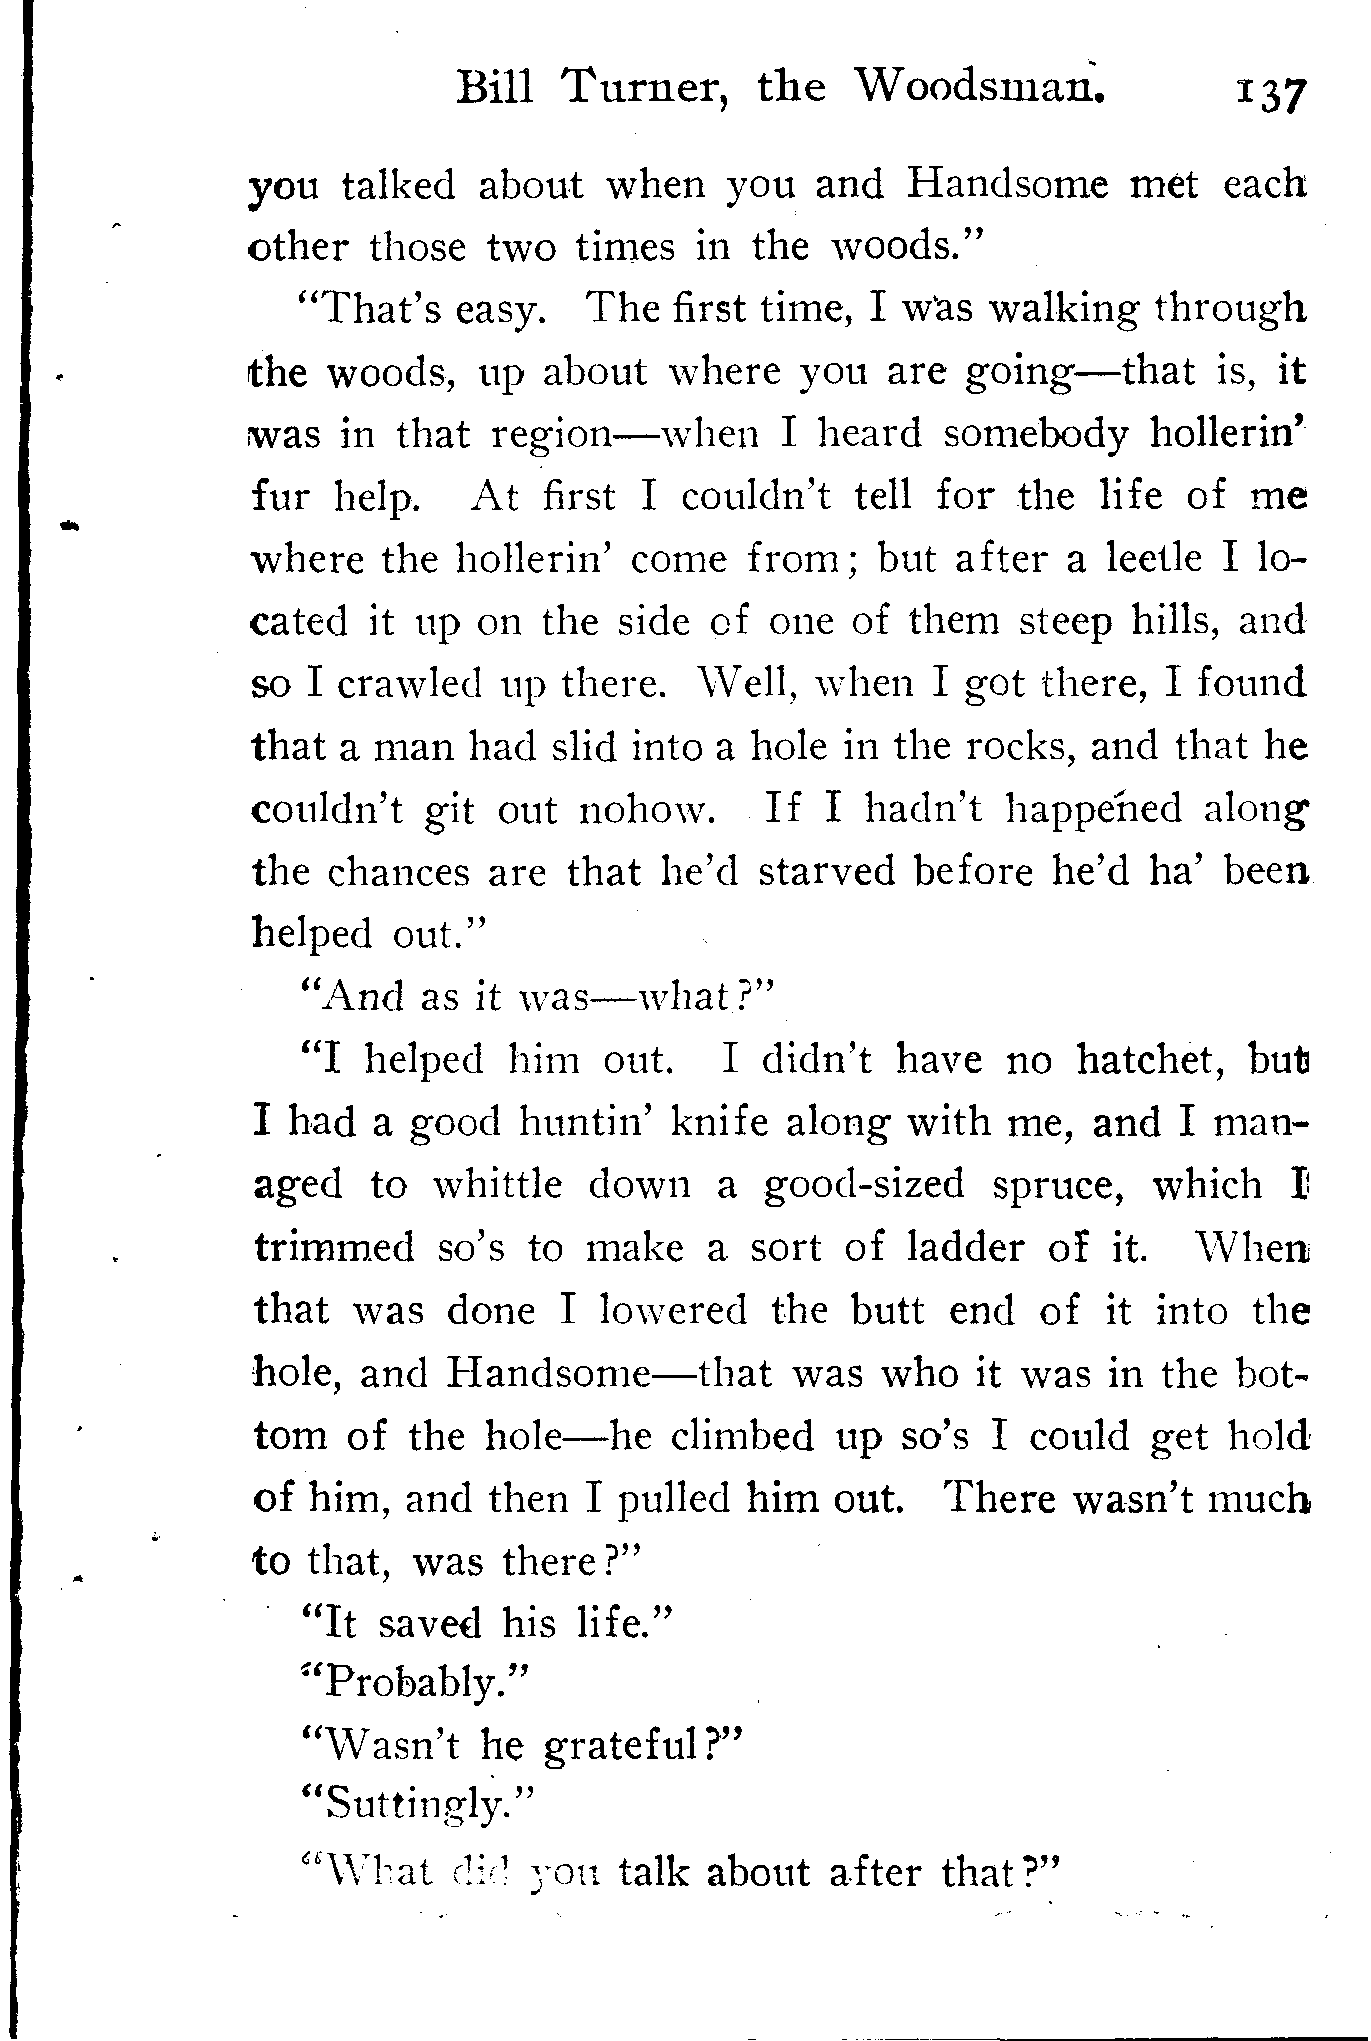 Bill Turner, the Woodsman. 137
you talked about when you and Handsome met each
other those two times in the woods."
"That's easy. The first time, I was walking through
the woods, up about where you are going—that is, it
was in that region—when I heard somebody hollerin'
fur help. At first I couldn't tell for the life of me
where the hollerin' come from; but after a leetle I lo-
cated it up on the side of one of them steep hills, and
so I crawled up there. Well, when I got there, I found
that a man had slid into a hole in the rocks, and that he
couldn't git out nohow. If I hadn't happened along
the chances are that he'd starved before he'd ha' been
helped out."
"And as it was—what?"
"I helped him out. I didn't have no hatchet, but
I had a good huntin' knife along with me, and I man-
aged to whittle down a good-sized spruce, which I
trimmed so's to make a sort of ladder of it. When
that was done I lowered the butt end of it into the
hole, and Handsome—that was who it was in the bot-
tom of the hole—he climbed up so's I could get hold
of him, and then I pulled him out. There wasn't much
to that, was there?"
"It saved his life."
"Probably."
"Wasn't he grateful?"
"Suttingly."
"What did you talk about after that?"